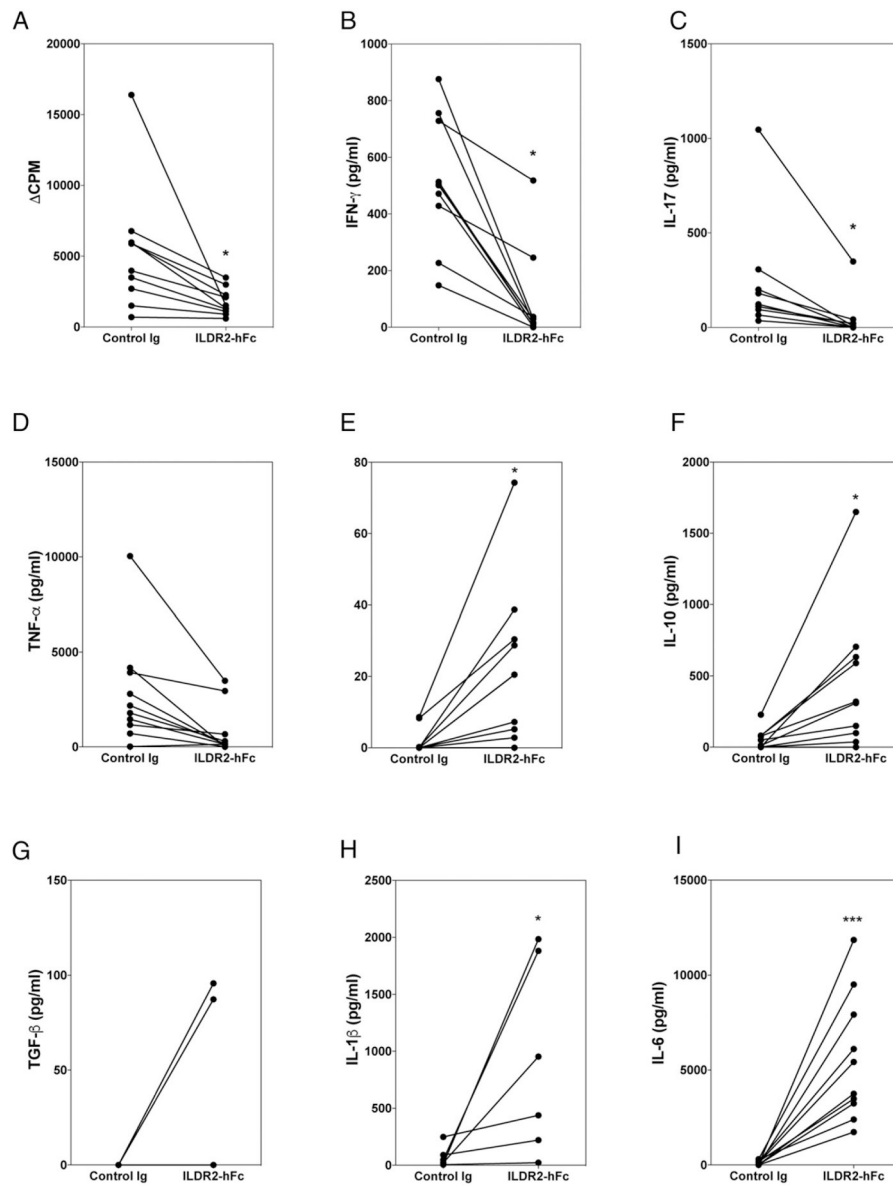 A
20000
15000
10000
5000
0
ΔCPM
*
Control Ig ILDR2-hFc
B
1000
800
600
400
200
0
IFN-γ (pg/ml)
*
Control Ig ILDR2-hFc
C
1500
1000
500
0
IL-17 (pg/ml)
*
Control Ig ILDR2-hFc
D
15000
10000
5000
0
TNF-α (pg/ml)
Control Ig ILDR2-hFc
E
80
60
40
20
0
*
Control Ig ILDR2-hFc
F
2000
1500
1000
500
0
IL-10 (pg/ml)
*
Control Ig ILDR2-hFc
G
150
100
50
0
TGF-β (pg/ml)
Control Ig ILDR2-hFc
H
2500
2000
1500
1000
500
0
IL-1β (pg/ml)
*
Control Ig ILDR2-hFc
I
15000
10000
5000
0
IL-6 (pg/ml)
***
Control Ig ILDR2-hFc